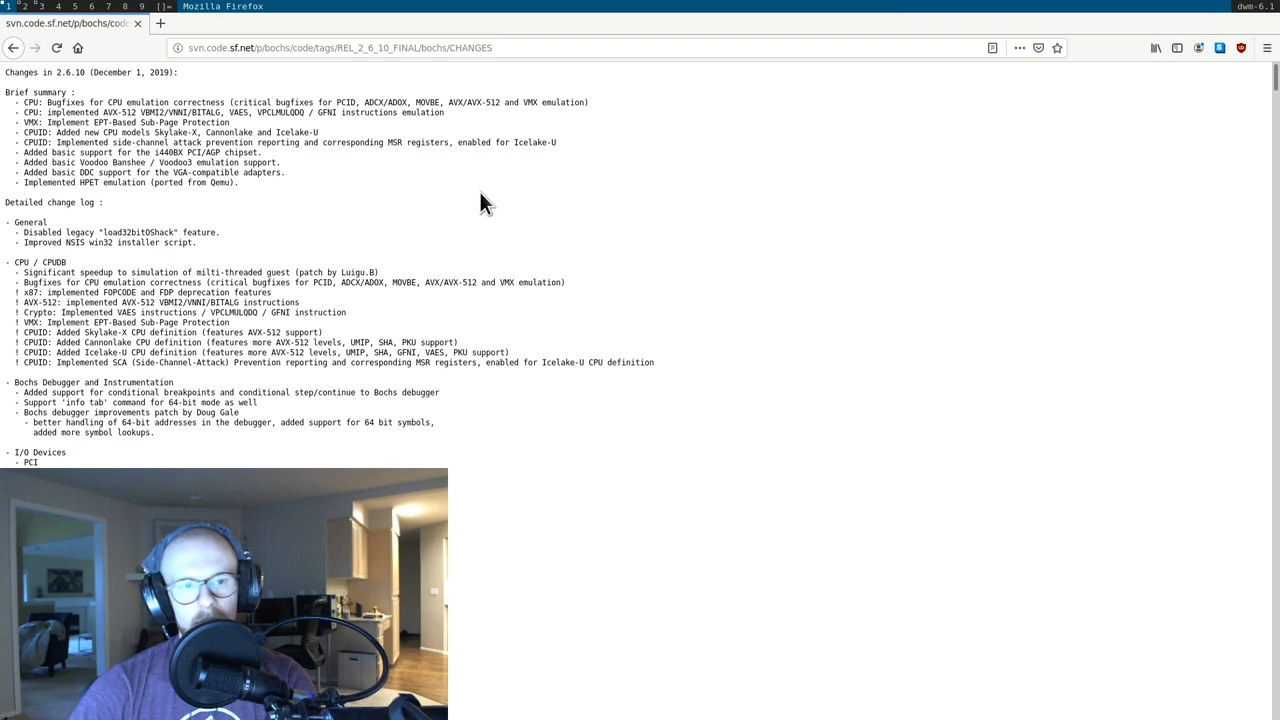 1 2 3 4 5 6 7 8 9 []= Mozilla Firefox dwm-6.1
svn.code.sf.net/p/bochs/code
svn.code.sf.net/p/bochs/code/tags/REL_2_6_10_FINAL/bochs/CHANGES
Changes in 2.6.10 (December 1, 2019):
Brief summary :
- CPU: Bugfixes for CPU emulation correctness (critical bugfixes for PCID, ADCX/ADOX, MOVBE, AVX/AVX-512 and VMX emulation)
- CPU: implemented AVX-512 VBMI2/VNNI/BITALG, VAES, VPCLMULQDQ / GFNI instructions emulation
- VMX: Implement EPT-Based Sub-Page Protection
- CPUID: Added new CPU models Skylake-X, Cannonlake and Icelake-U
- CPUID: Implemented side-channel attack prevention reporting and corresponding MSR registers, enabled for Icelake-U
- Added basic support for the i440BX PCI/AGP chipset.
- Added basic Voodoo Banshee / Voodoo3 emulation support.
- Added basic DDC support for the VGA-compatible adapters.
- Implemented HPET emulation (ported from Qemu).
Detailed change log :
- General
- Disabled legacy "load32bitOShack" feature.
- Improved NSIS win32 installer script.
- CPU / CPUDB
- Significant speedup to simulation of milti-threaded guest (patch by Luigu.B)
- Bugfixes for CPU emulation correctness (critical bugfixes for PCID, ADCX/ADOX, MOVBE, AVX/AVX-512 and VMX emulation)
! x87: implemented FOPCODE and FDP deprecation features
! AVX-512: implemented AVX-512 VBMI2/VNNI/BITALG instructions
! Crypto: Implemented VAES instructions / VPCLMULQDQ / GFNI instruction
! VMX: Implement EPT-Based Sub-Page Protection
! CPUID: Added Skylake-X CPU definition (features AVX-512 support)
! CPUID: Added Cannonlake CPU definition (features more AVX-512 levels, UMIP, SHA, PKU support)
! CPUID: Added Icelake-U CPU definition (features more AVX-512 levels, UMIP, SHA, GFNI, VAES, PKU support)
! CPUID: Implemented SCA (Side-Channel-Attack) Prevention reporting and corresponding MSR registers, enabled for Icelake-U CPU definition
- Bochs Debugger and Instrumentation
- Added support for conditional breakpoints and conditional step/continue to Bochs debugger
- Support 'info tab' command for 64-bit mode as well
- Bochs debugger improvements patch by Doug Gale
- better handling of 64-bit addresses in the debugger, added support for 64 bit symbols,
added more symbol lookups.
- I/O Devices
- PCI